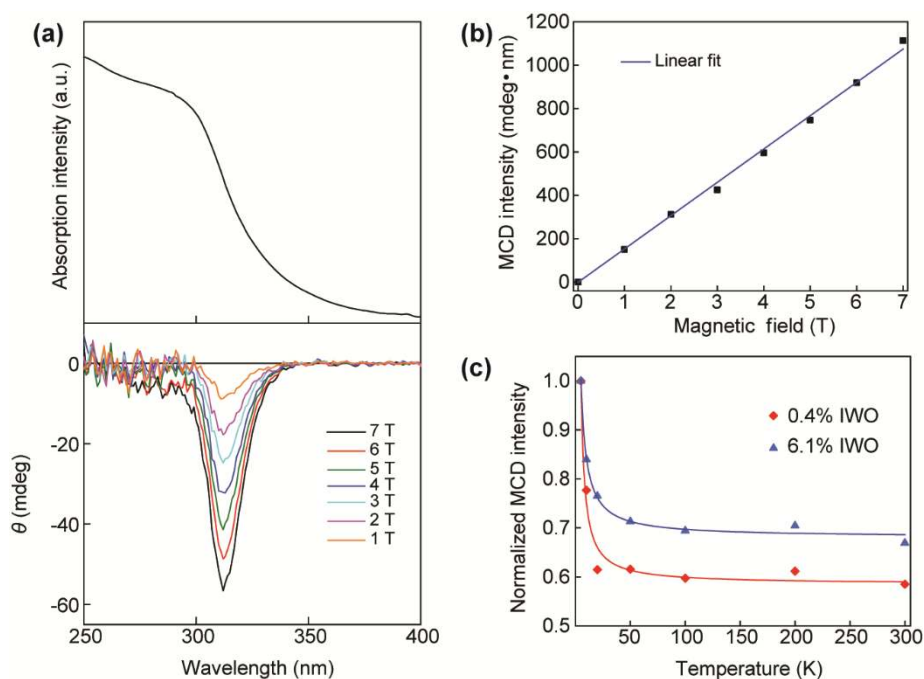 (a)
Absorption intensity (a.u.)
0
-20
-40
-60
θ (mdeg)
7 T
6 T
5 T
4 T
3 T
2 T
1 T
250
300
350
400
Wavelength (nm)
(b)
MCD intensity (mdeg•nm)
1200
1000
800
600
400
200
0
Linear fit
0
1
2
3
4
5
6
7
Magnetic field (T)
(c)
Normalized MCD intensity
1.0
0.9
0.8
0.7
0.6
0.5
0.4% IWO
6.1% IWO
50
100
150
200
250
300
Temperature (K)